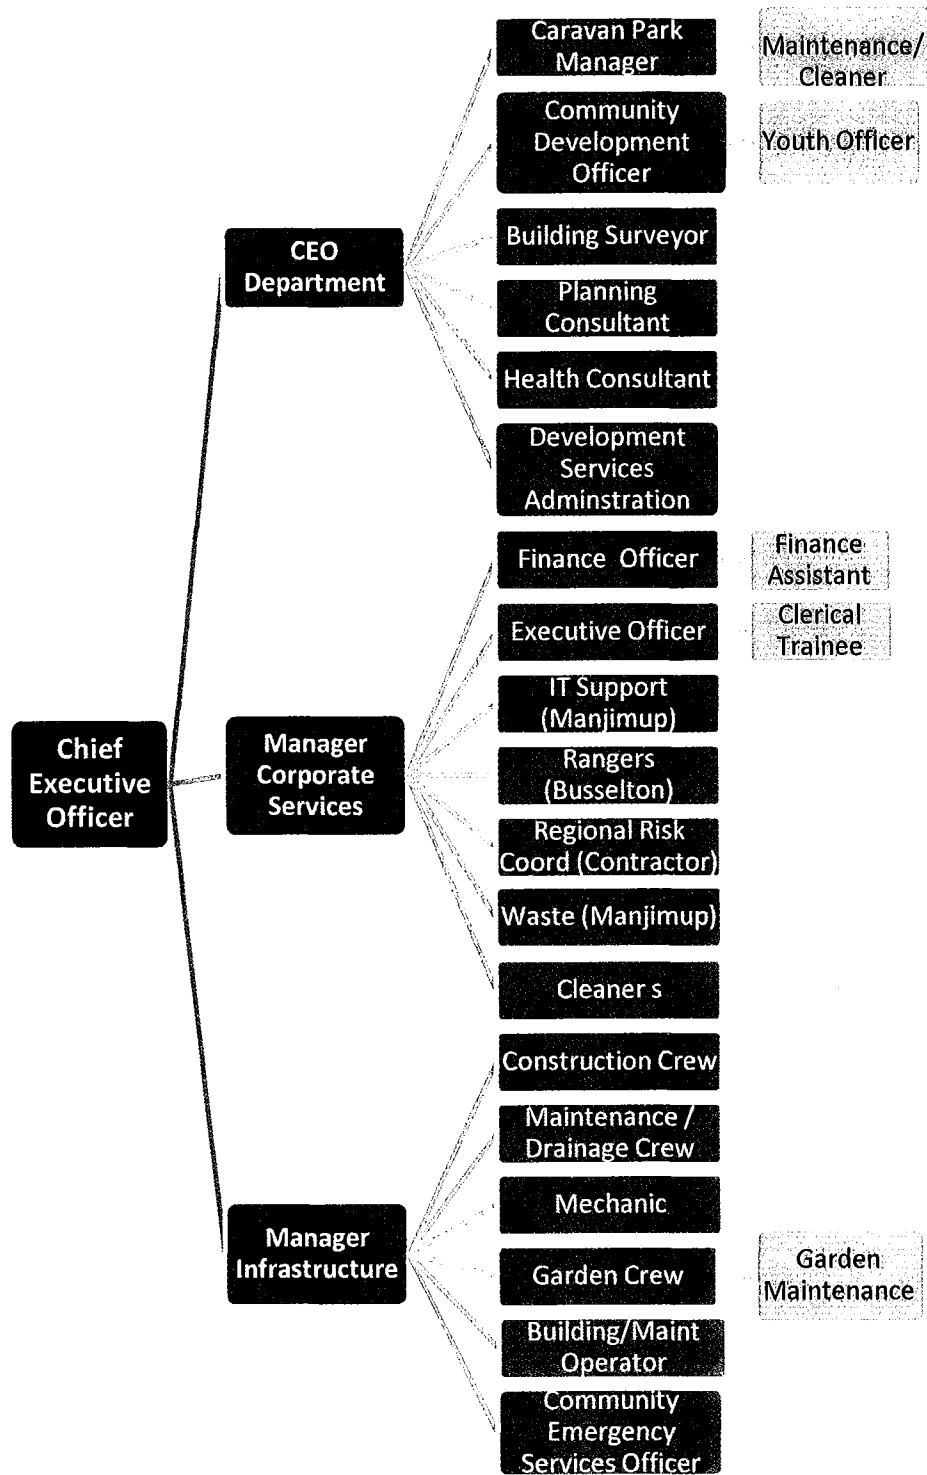 Caravan Park
Manager
Maintenance/
Cleaner
Community
Development
Officer
Youth Officer
CEO
Department
Building Surveyor
Planning
Consultant
Health Consultant
Development
Services
Adminstration
Finance Officer
Finance
Assistant
Executive Officer
Clerical
Trainee
IT Support
(Manjimup)
Chief
Executive
Officer
Manager
Corporate
Services
Rangers
(Busselton)
Regional Risk
Coord (Contractor)
Waste (Manjimup)
Cleaner s
Construction Crew
Maintenance /
Drainage Crew
Mechanic
Manager
Infrastructure
Garden Crew
Garden
Maintenance
Building/Maint
Operator
Community
Emergency
Services Officer